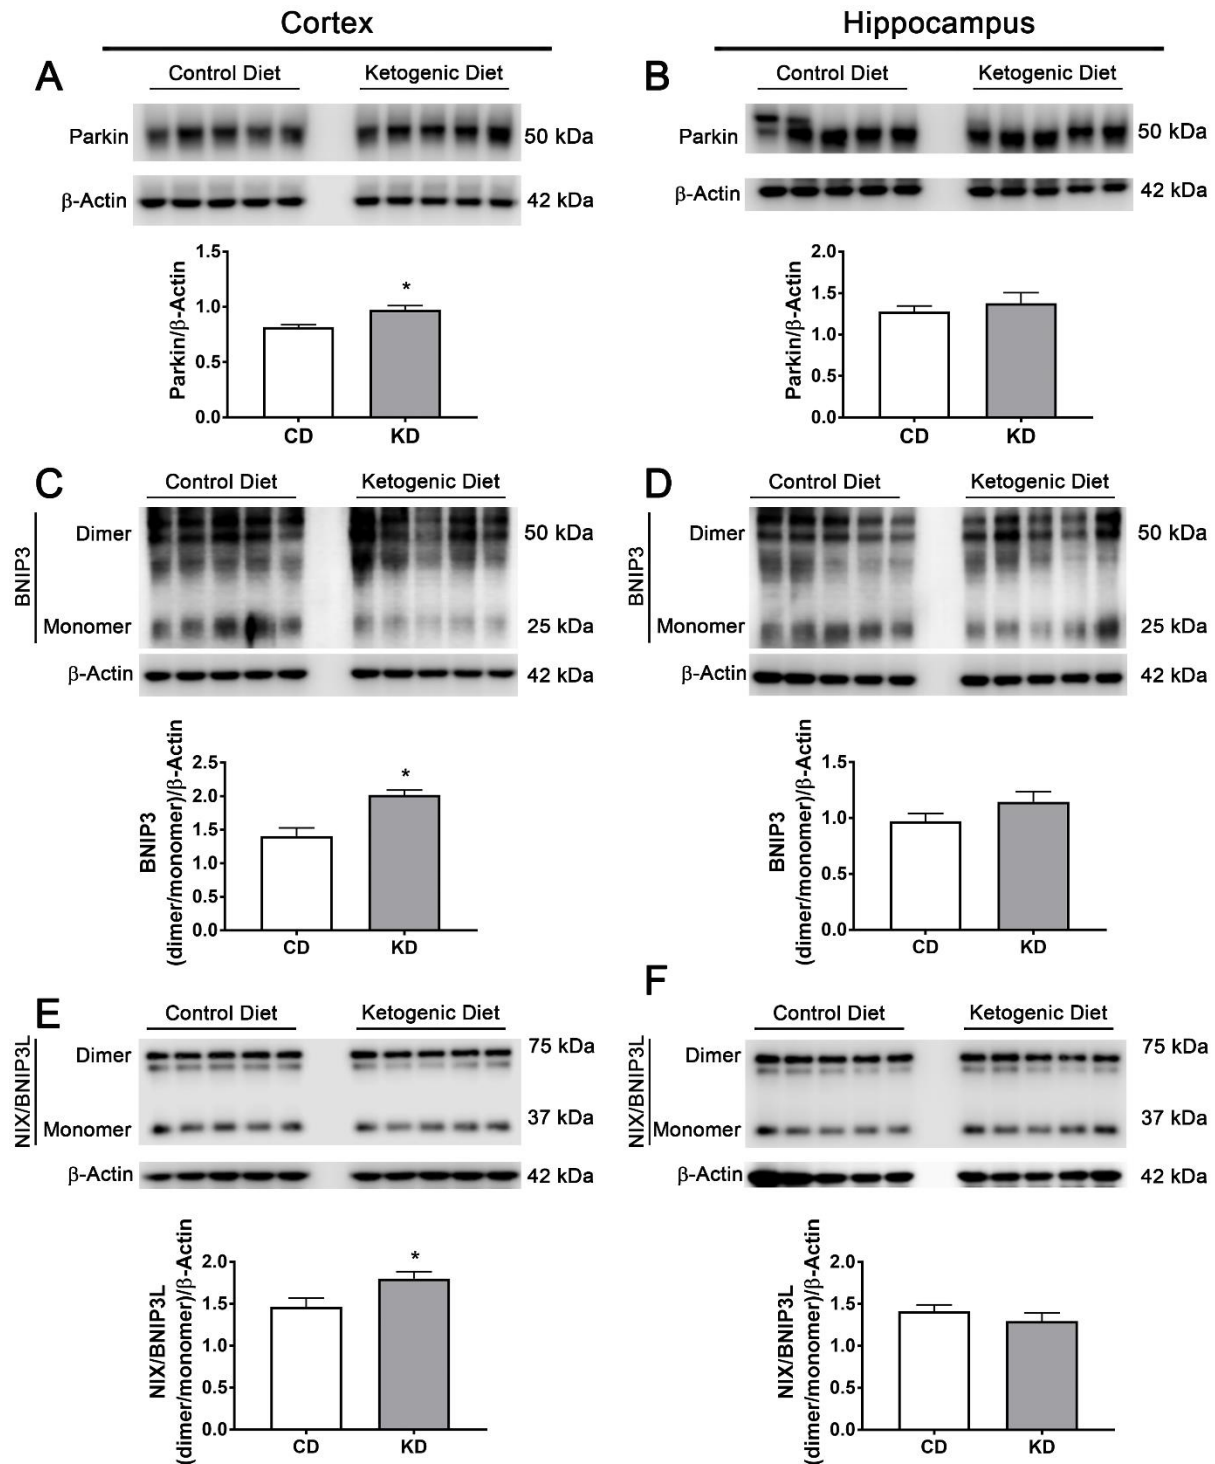 Cortex
Hippocampus
A
Control Diet
Ketogenic Diet
Parkin
50 kDa
β-Actin
42 kDa
Parkin/β-Actin
1.5
1.0
0.5
0.0
*
CD
KD
B
Control Diet
Ketogenic Diet
Parkin
50 kDa
β-Actin
42 kDa
Parkin/β-Actin
2.0
1.5
1.0
0.5
0.0
CD
KD
C
Control Diet
Ketogenic Diet
BNIP3
Dimer
50 kDa
Monomer
25 kDa
β-Actin
42 kDa
BNIP3
(dimer/monomer)/β-Actin
2.5
2.0
1.5
1.0
0.5
0.0
*
CD
KD
D
Control Diet
Ketogenic Diet
BNIP3
Dimer
50 kDa
Monomer
25 kDa
β-Actin
42 kDa
BNIP3
(dimer/monomer)/β-Actin
1.5
1.0
0.5
0.0
CD
KD
E
Control Diet
Ketogenic Diet
NIX/BNIP3L
Dimer
75 kDa
Monomer
37 kDa
β-Actin
42 kDa
NIX/BNIP3L
(dimer/monomer)/β-Actin
2.0
1.5
1.0
0.5
0.0
*
CD
KD
F
Control Diet
Ketogenic Diet
NIX/BNIP3L
Dimer
75 kDa
Monomer
37 kDa
β-Actin
42 kDa
NIX/BNIP3L
(dimer/monomer)/β-Actin
2.0
1.5
1.0
0.5
0.0
CD
KD